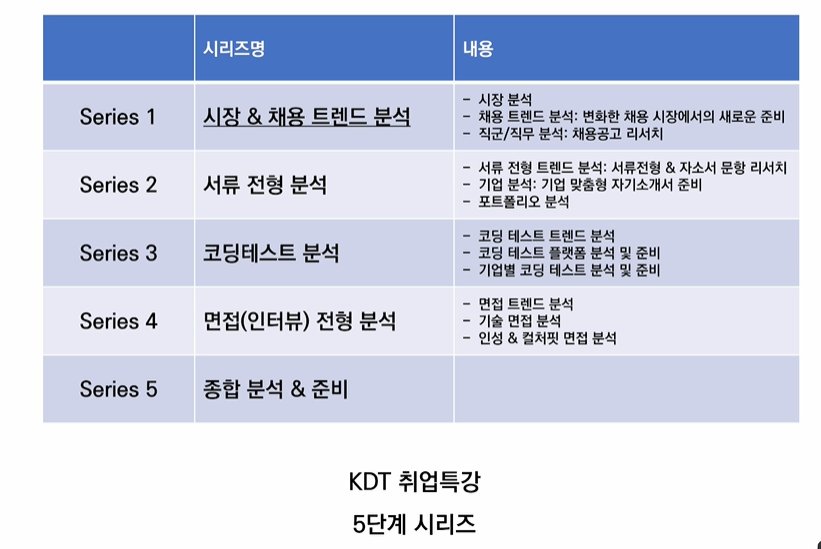 시리즈명
내용
Series 1
시장 & 채용 트렌드 분석
- 시장 분석
- 채용 트렌드 분석: 변화한 채용 시장에서의 새로운 준비
- 직군/직무 분석: 채용공고 리서치
Series 2
서류 전형 분석
- 서류 전형 트렌드 분석: 서류전형 & 자소서 문항 리서치
- 기업 분석: 기업 맞춤형 자기소개서 준비
- 포트폴리오 분석
Series 3
코딩테스트 분석
- 코딩 테스트 트렌드 분석
- 코딩 테스트 플랫폼 분석 및 준비
- 기업별 코딩 테스트 분석 및 준비
Series 4
면접(인터뷰) 전형 분석
- 면접 트렌드 분석
- 기술 면접 분석
- 인성 & 컬처핏 면접 분석
Series 5
종합 분석 & 준비
KDT 취업특강
5단계 시리즈